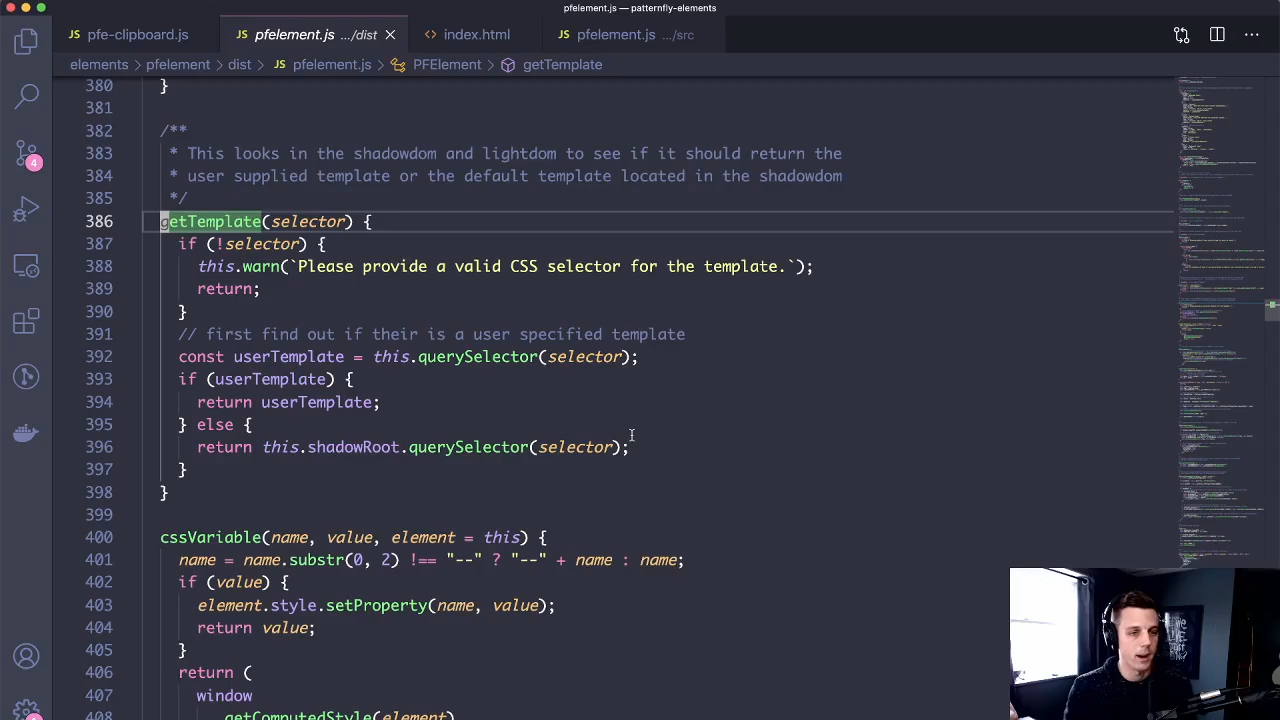 pfelement.js — patternfly-elements
pfe-clipboard.js
pfelement.js .../dist
index.html
pfelement.js .../src
elements > pfelement > dist > pfelement.js > PFElement > getTemplate
380 }
381
382 /**
383 * This looks in the shadowdom and lightdom to see if it should return the
384 * user supplied template or the default template located in the shadowdom
385 */
386 getTemplate(selector) {
387 if (!selector) {
388 this.warn(`Please provide a valid CSS selector for the template.`);
389 return;
390 }
391 // first find out if their is a user specified template
392 const userTemplate = this.querySelector(selector);
393 if (userTemplate) {
394 return userTemplate;
395 } else {
396 return this.shadowRoot.querySelector(selector);
397 }
398 }
399
400 cssVariable(name, value, element = this) {
401 name = name.substr(0, 2) !== "--" ? "--" + name : name;
402 if (value) {
403 element.style.setProperty(name, value);
404 return value;
405 }
406 return (
407 window
408 .getComputedStyle(element)
4
1